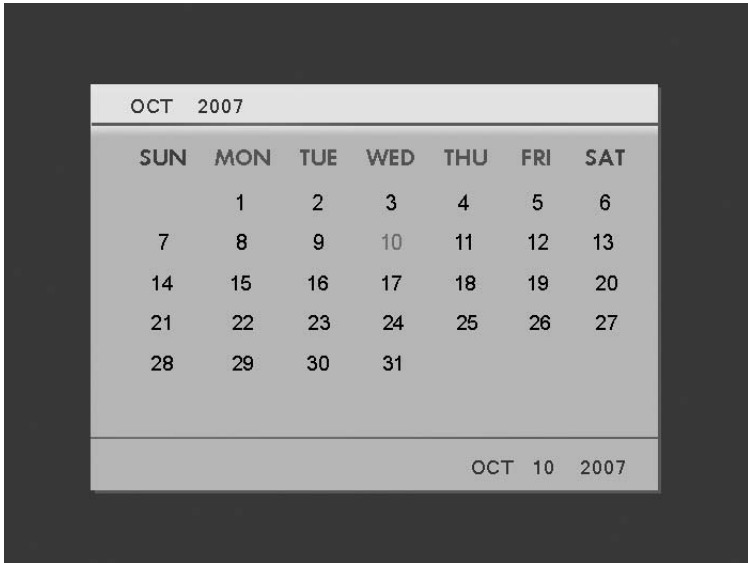 OCT 2007
SUN MON TUE WED THU FRI SAT
1 2 3 4 5 6
7 8 9 10 11 12 13
14 15 16 17 18 19 20
21 22 23 24 25 26 27
28 29 30 31
OCT 10 2007